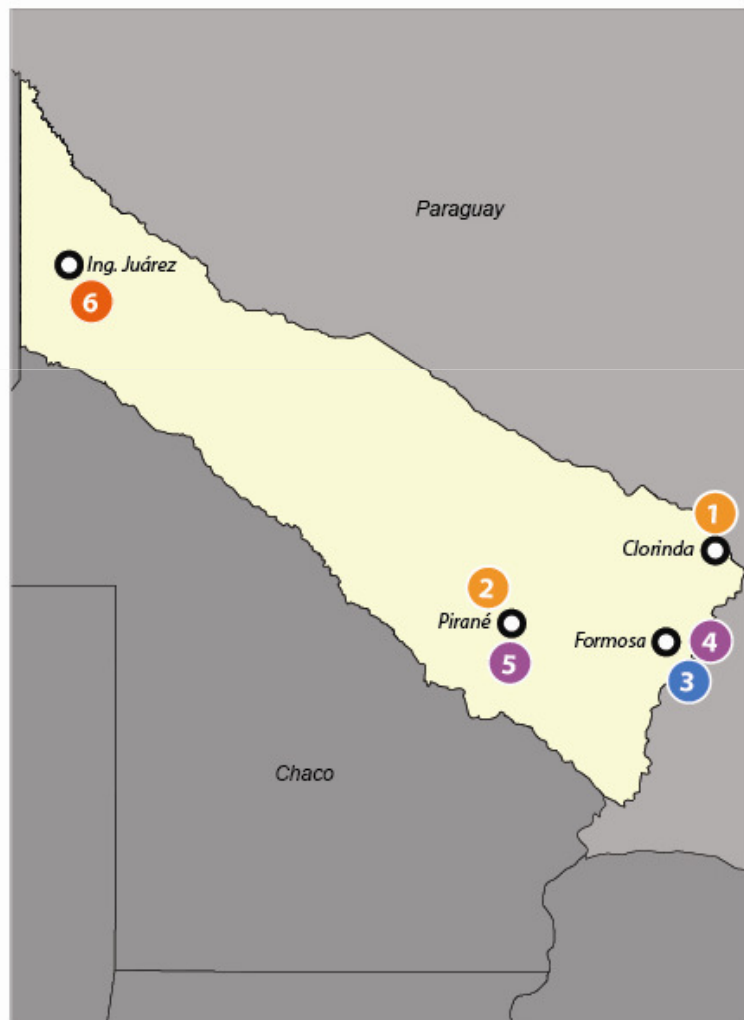 Paraguay
Ing. Juárez
6
1
Clorinda
2
Pirané
5
Formosa
4
3
Chaco